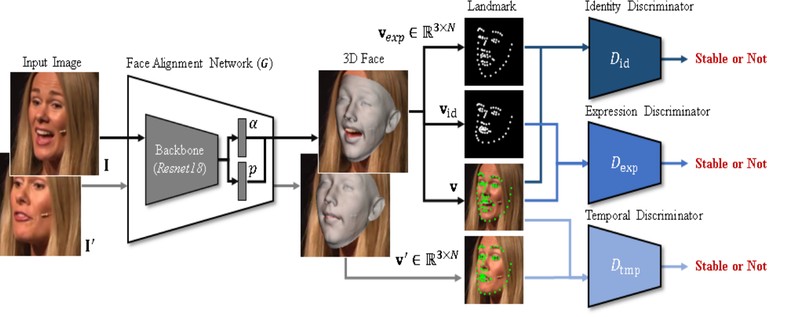 Input Image
Face Alignment Network (G)
3D Face
Landmark
Identity Discriminator
v_exp ∈ ℝ^{3×N}
D_id
Stable or Not
α
Backbone
(Resnet18)
p
I
v_id
Expression Discriminator
D_exp
Stable or Not
v
I′
Temporal Discriminator
v′ ∈ ℝ^{3×N}
D_tmp
Stable or Not